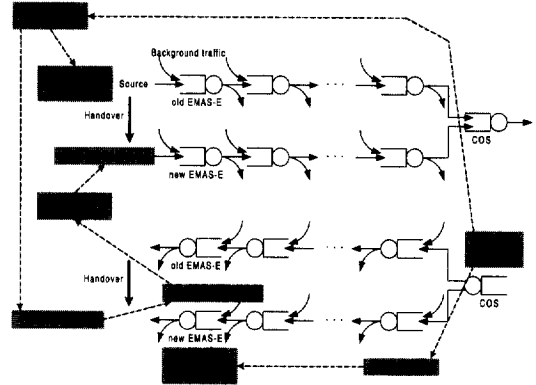 Background traffic
Source
old EMAS-E
Handover
COS
new EMAS-E
old EMAS-E
Handover
COS
new EMAS-E